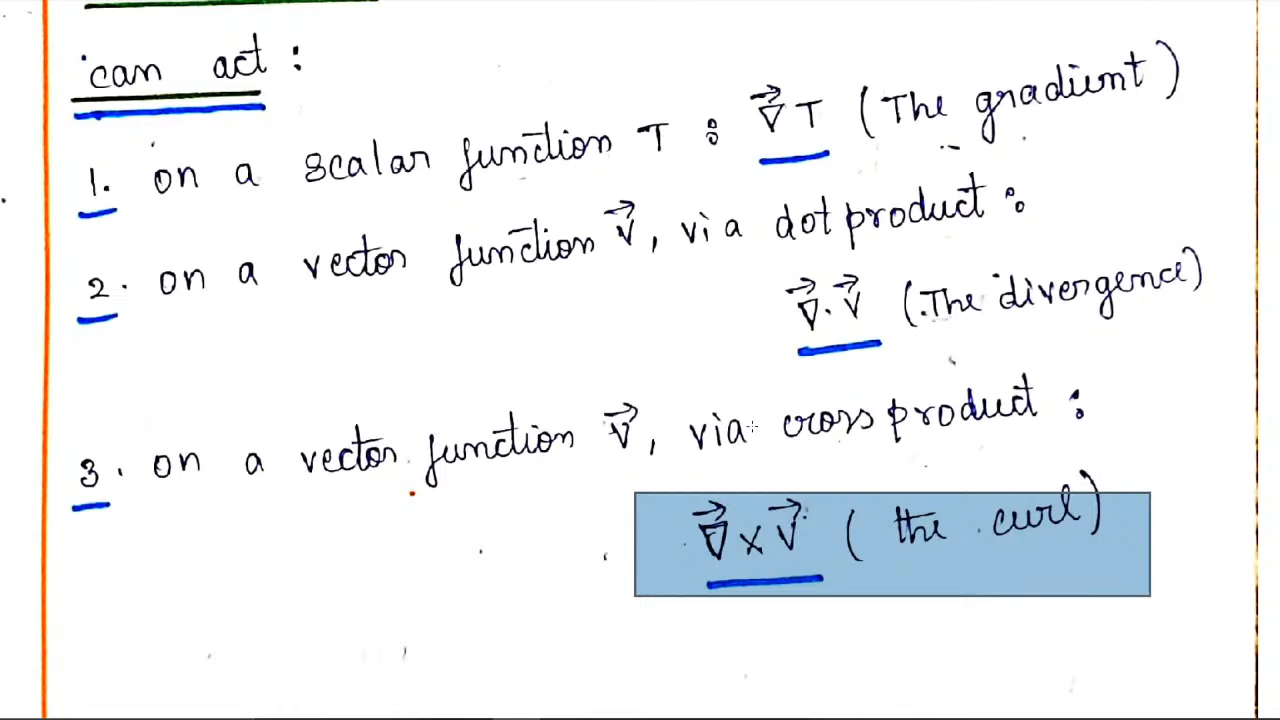 can act :
1. on a scalar function T : ∇⃗T (The gradient)
2. on a vector function v⃗, via dot product :
∇⃗·v⃗ (The divergence)
3. on a vector function v⃗, via cross product :
∇⃗×v⃗ (the curl)